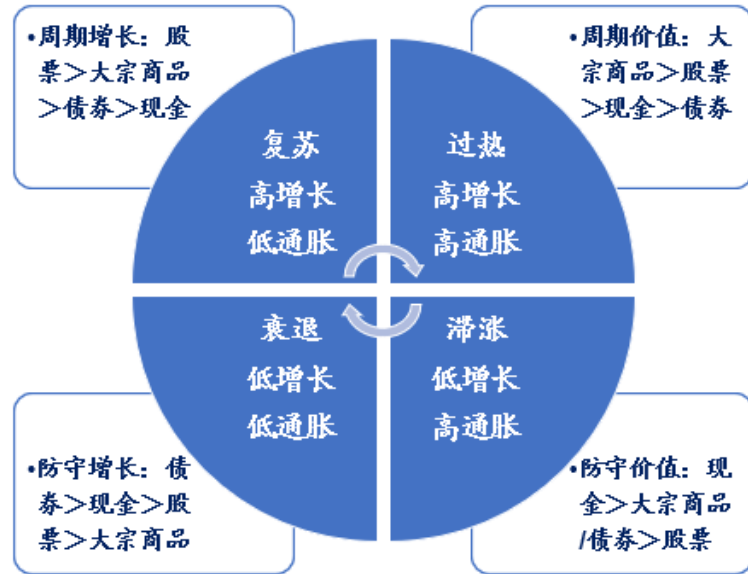 •周期增长：股
票＞大宗商品
＞债券＞现金
•周期价值：大
宗商品＞股票
＞现金＞债券
复苏
高增长
低通胀
过热
高增长
高通胀
衰退
低增长
低通胀
滞涨
低增长
高通胀
•防守增长：债
券＞现金＞股
票＞大宗商品
•防守价值：现
金＞大宗商品
/债券＞股票